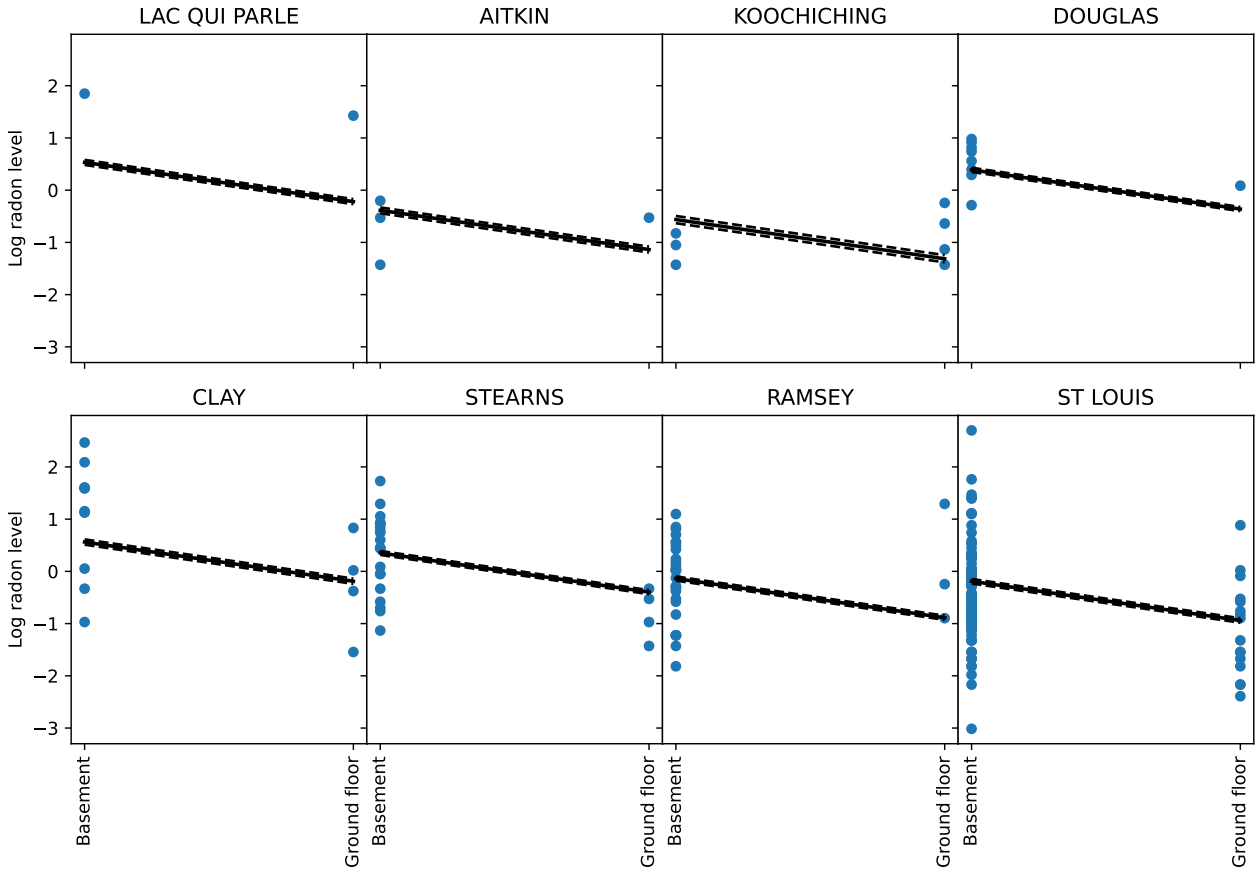 LAC QUI PARLE
AITKIN
KOOCHICHING
DOUGLAS
Log radon level
2
1
0
−1
−2
−3
CLAY
STEARNS
RAMSEY
ST LOUIS
Log radon level
2
1
0
−1
−2
−3
Basement
Ground floor
Basement
Ground floor
Basement
Ground floor
Basement
Ground floor